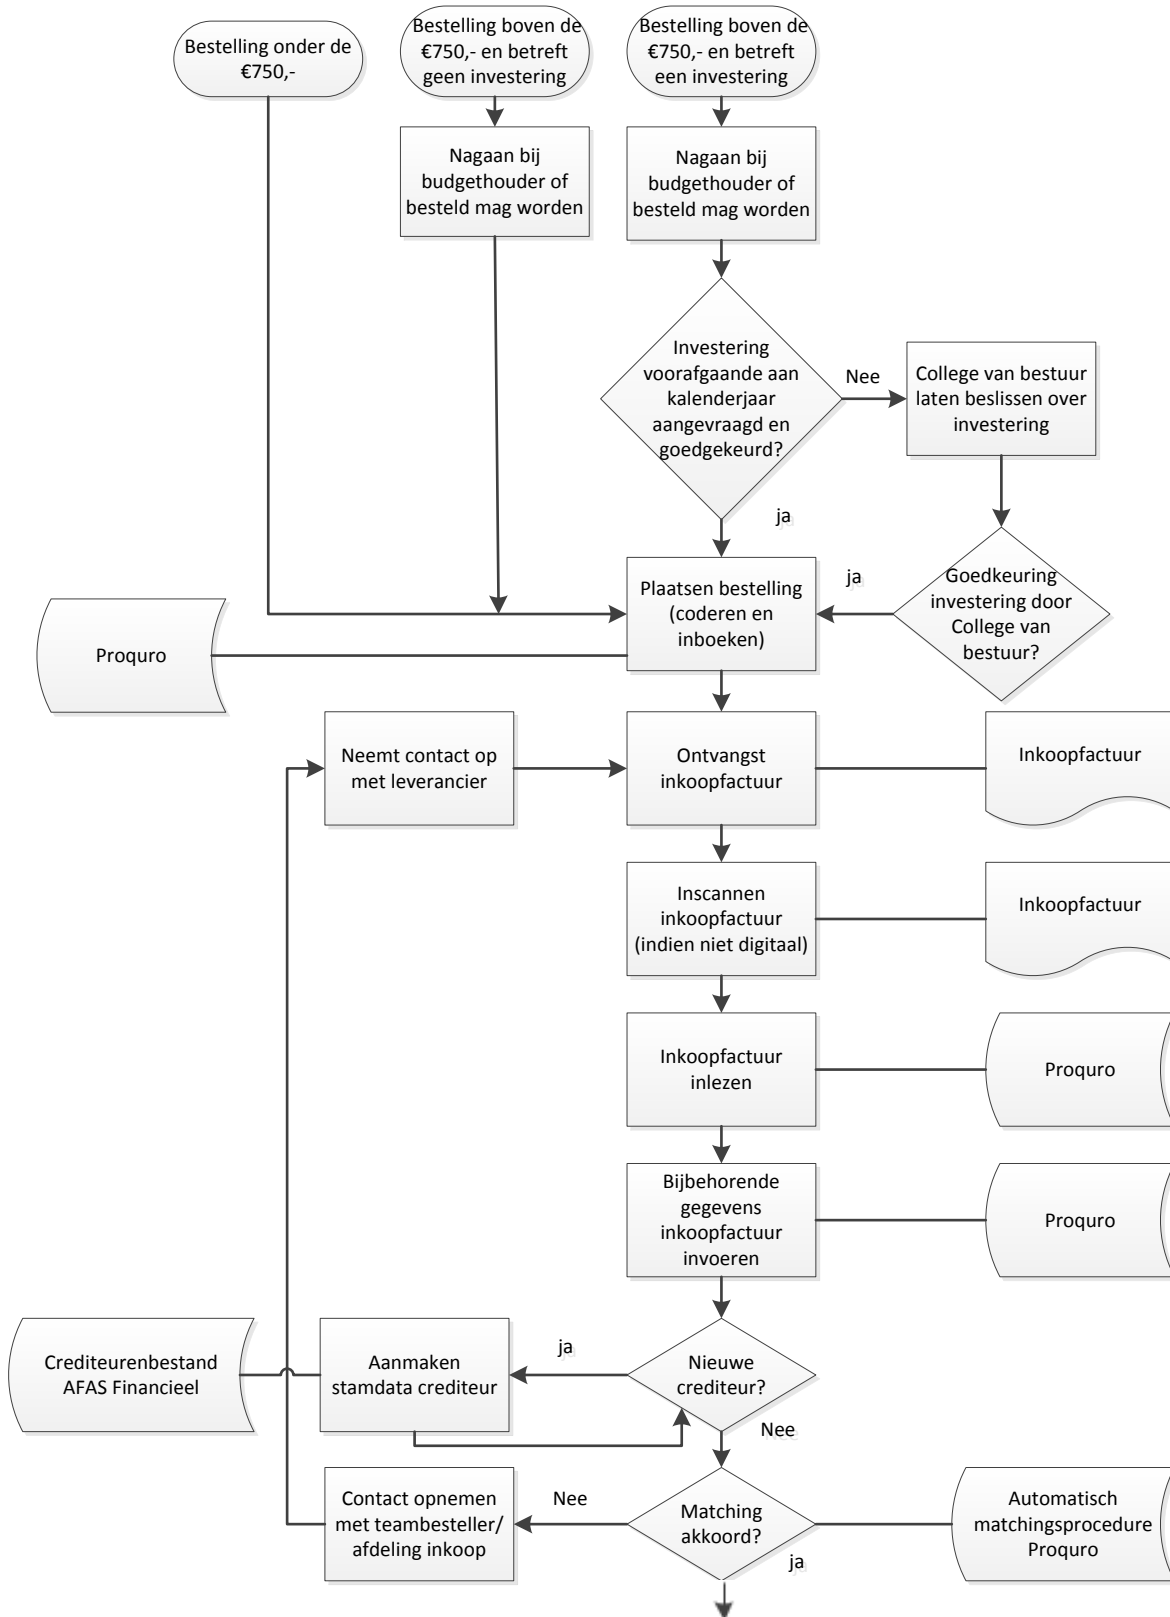 Bestelling onder de
€750,-
Bestelling boven de
€750,- en betreft
geen investering
Bestelling boven de
€750,- en betreft
een investering
Nagaan bij
budgethouder of
besteld mag worden
Nagaan bij
budgethouder of
besteld mag worden
Investering
voorafgaande aan
kalenderjaar
aangevraagd en
goedgekeurd?
Nee
College van bestuur
laten beslissen over
investering
ja
Plaatsen bestelling
(coderen en
inboeken)
ja
Goedkeuring
investering door
College van
bestuur?
Proquro
Neemt contact op
met leverancier
Ontvangst
inkoopfactuur
Inkoopfactuur
Inscannen
inkoopfactuur
(indien niet digitaal)
Inkoopfactuur
Inkoopfactuur
inlezen
Proquro
Bijbehorende
gegevens
inkoopfactuur
invoeren
Proquro
Crediteurenbestand
AFAS Financieel
Aanmaken
stamdata crediteur
ja
Nieuwe
crediteur?
Nee
Contact opnemen
met teambesteller/
afdeling inkoop
Nee
Matching
akkoord?
ja
Automatisch
matchingsprocedure
Proquro